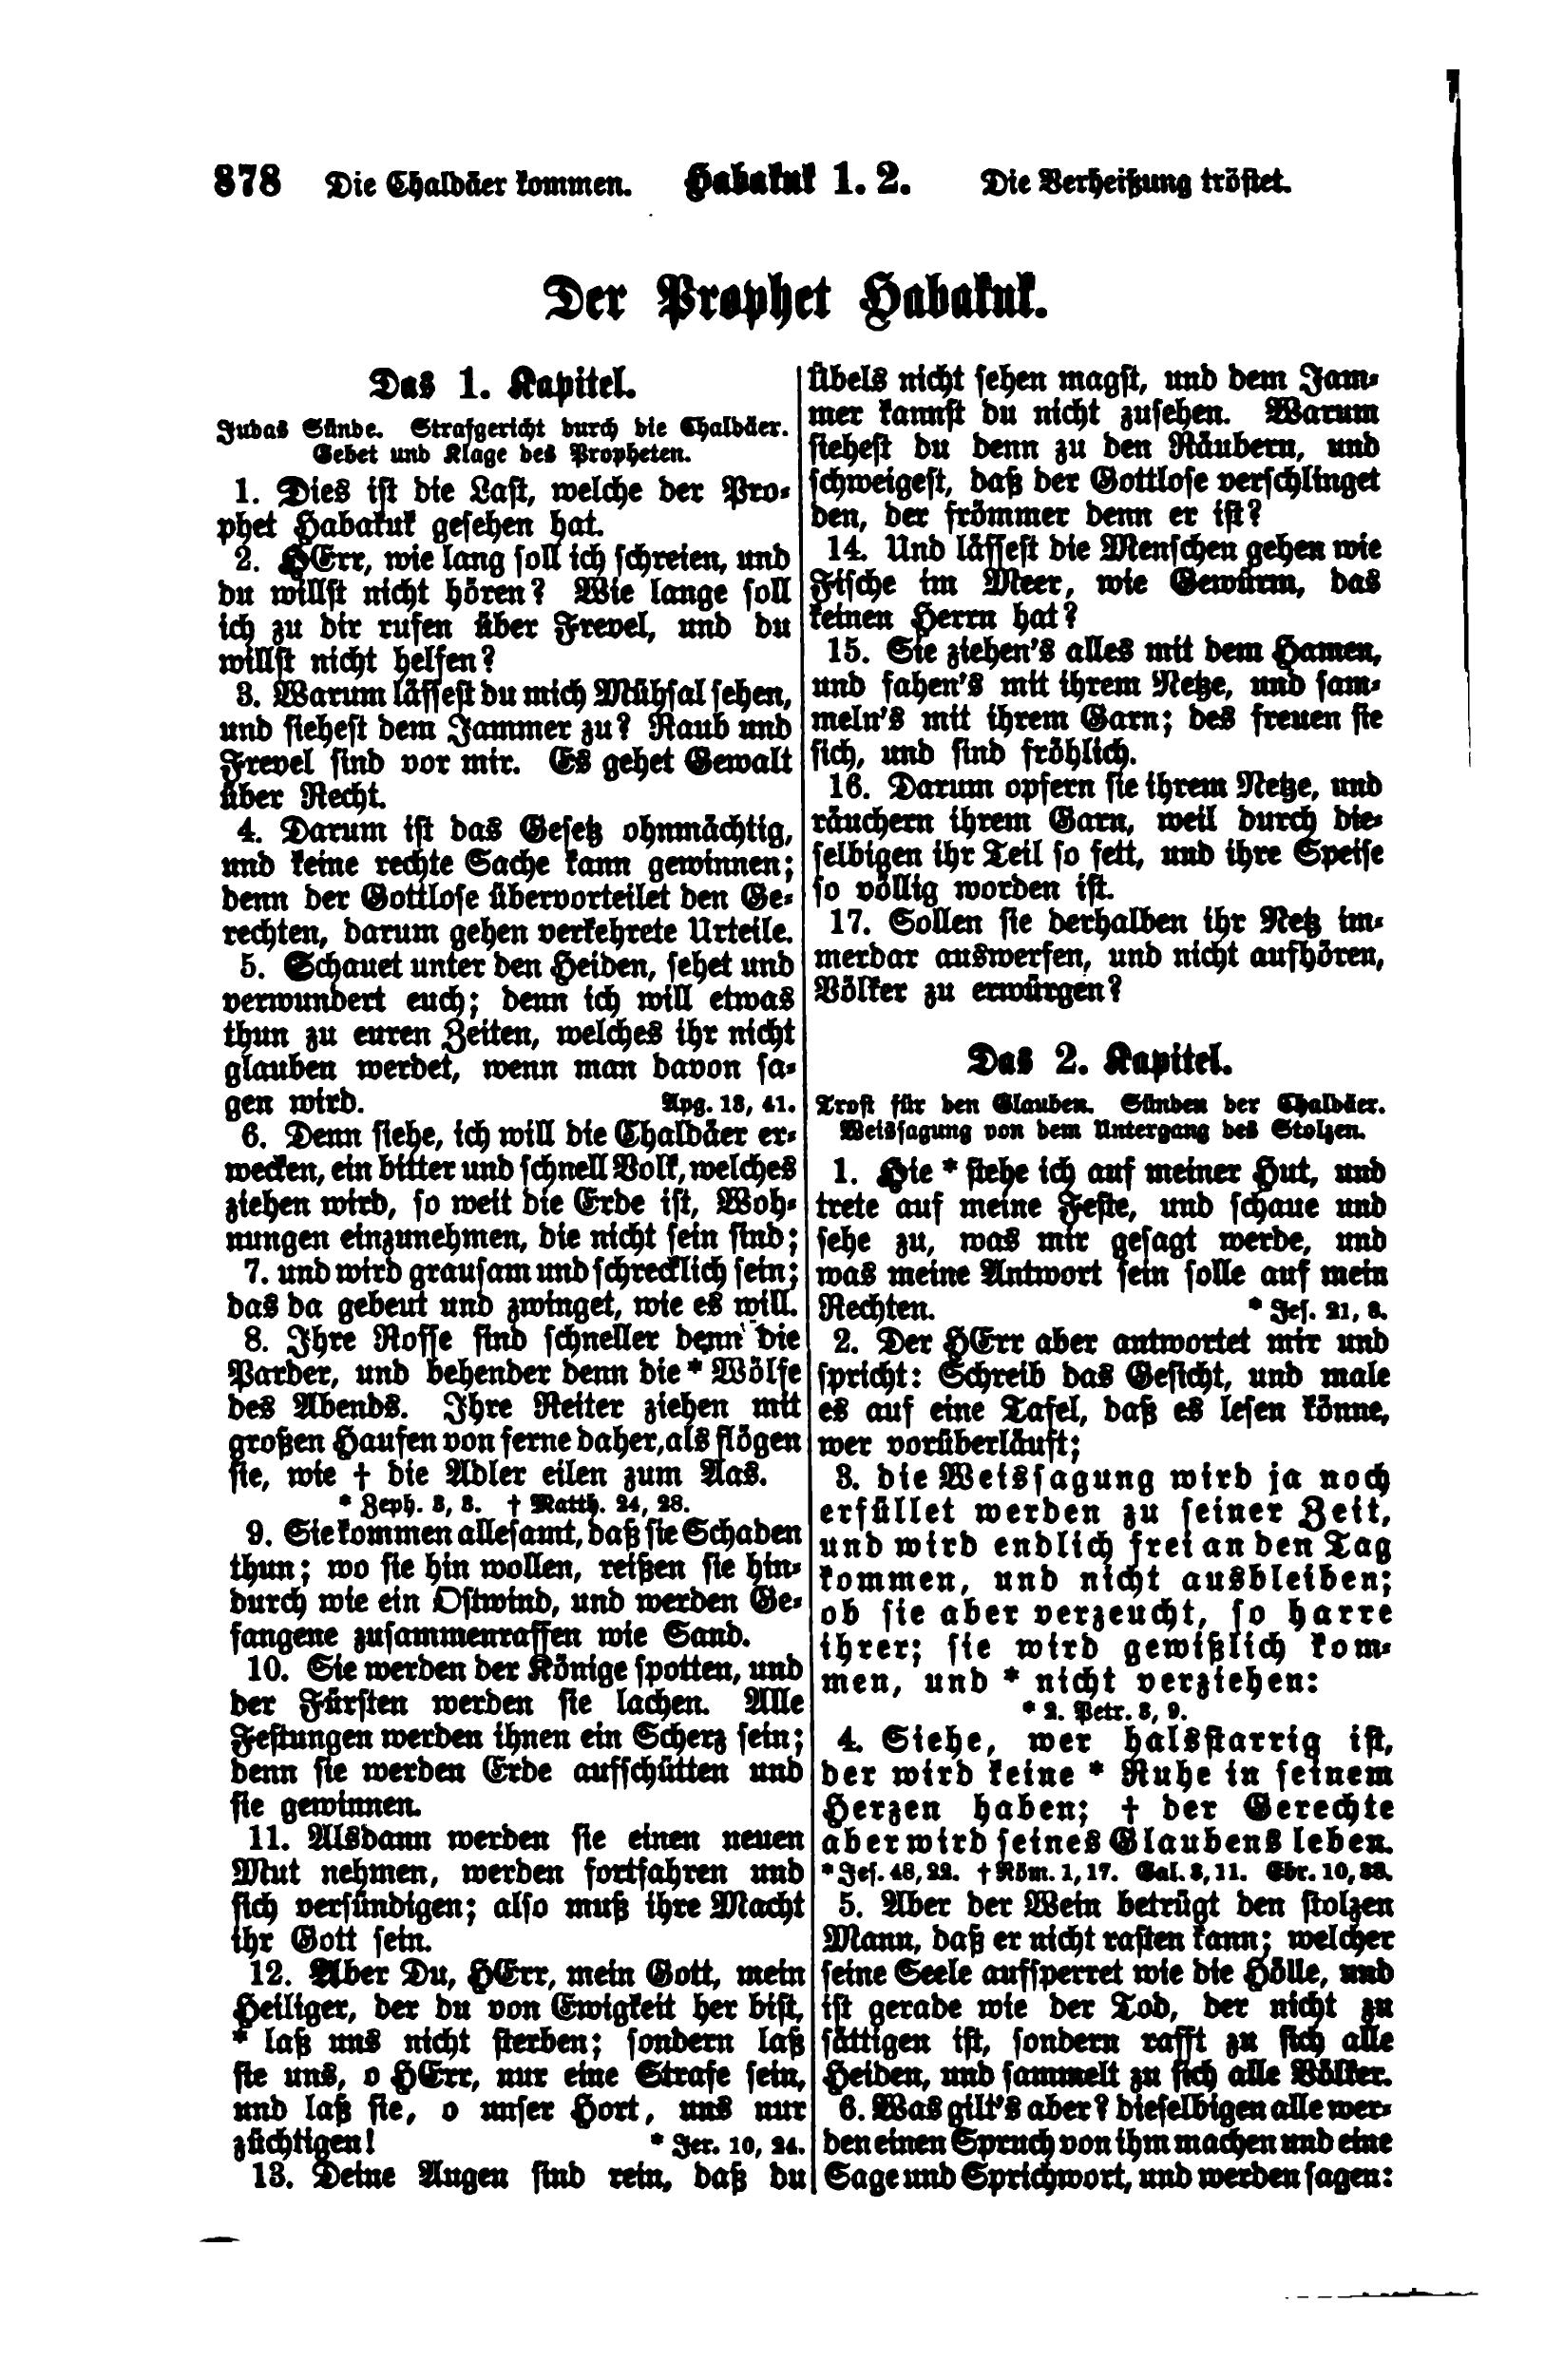 878 Die Chaldäer kommen. Habakuk 1. 2. Die Verheißung tröstet.
Der Prophet Habakuk.
Das 1. Kapitel.
Judas Sünde. Strafgericht durch die Chaldäer.
Gebet und Klage des Propheten.
1. Dies ist die Last, welche der Pro-
phet Habakuk gesehen hat.
2. HErr, wie lang soll ich schreien, und
du willst nicht hören? Wie lange soll
ich zu dir rufen über Frevel, und du
willst nicht helfen?
3. Warum lässest du mich Mühsal sehen,
und siehest dem Jammer zu? Raub und
Frevel sind vor mir. Es gehet Gewalt
über Recht.
4. Darum ist das Gesetz ohnmächtig,
und keine rechte Sache kann gewinnen;
denn der Gottlose übervorteilet den Ge-
rechten, darum gehen verkehrete Urteile.
5. Schauet unter den Heiden, sehet und
verwundert euch; denn ich will etwas
thun zu euren Zeiten, welches ihr nicht
glauben werdet, wenn man davon sa-
gen wird. Apg. 13, 41.
6. Denn siehe, ich will die Chaldäer er-
wecken, ein bitter und schnell Volk, welches
ziehen wird, so weit die Erde ist, Woh-
nungen einzunehmen, die nicht sein sind;
7. und wird grausam und schrecklich sein;
das da gebeut und zwinget, wie es will.
8. Ihre Rosse sind schneller denn die
Parder, und behender denn die * Wölfe
des Abends. Ihre Reiter ziehen mit
großen Haufen von ferne daher, als flögen
sie, wie † die Adler eilen zum Aas.
* Zeph. 3, 3. † Matth. 24, 28.
9. Sie kommen allesamt, daß sie Schaden
thun; wo sie hin wollen, reißen sie hin-
durch wie ein Ostwind, und werden Ge-
fangene zusammenraffen wie Sand.
10. Sie werden der Könige spotten, und
der Fürsten werden sie lachen. Alle
Festungen werden ihnen ein Scherz sein;
denn sie werden Erde aufschütten und
sie gewinnen.
11. Alsdann werden sie einen neuen
Mut nehmen, werden fortfahren und
sich versündigen; also muß ihre Macht
ihr Gott sein.
12. Aber Du, HErr, mein Gott, mein
Heiliger, der du von Ewigkeit her bist,
* laß uns nicht sterben; sondern laß
sie uns, o HErr, nur eine Strafe sein,
und laß sie, o unser Hort, uns nur
züchtigen! * Jer. 10, 24.
13. Deine Augen sind rein, daß du
Übels nicht sehen magst, und dem Jam-
mer kannst du nicht zusehen. Warum
siehest du denn zu den Räubern, und
schweigest, daß der Gottlose verschlinget
den, der frömmer denn er ist?
14. Und lässest die Menschen gehen wie
Fische im Meer, wie Gewürm, das
keinen Herrn hat?
15. Sie ziehen's alles mit dem Hamen,
und fahen's mit ihrem Netze, und sam-
meln's mit ihrem Garn; des freuen sie
sich, und sind fröhlich.
16. Darum opfern sie ihrem Netze, und
räuchern ihrem Garn, weil durch die-
selbigen ihr Teil so fett, und ihre Speise
so völlig worden ist.
17. Sollen sie derhalben ihr Netz im-
merdar auswerfen, und nicht aufhören,
Völker zu erwürgen?
Das 2. Kapitel.
Trost für den Glauben. Sünden der Chaldäer.
Weissagung von dem Untergang des Stolzen.
1. Hie * stehe ich auf meiner Hut, und
trete auf meine Feste, und schaue und
sehe zu, was mir gesagt werde, und
was meine Antwort sein solle auf mein
Rechten. * Jes. 21, 8.
2. Der HErr aber antwortet mir und
spricht: Schreib das Gesicht, und male
es auf eine Tafel, daß es lesen könne,
wer vorüberläuft;
3. die Weissagung wird ja noch
erfüllet werden zu seiner Zeit,
und wird endlich frei an den Tag
kommen, und nicht ausbleiben;
ob sie aber verzeucht, so harre
ihrer; sie wird gewißlich kom-
men, und * nicht verziehen:
* 2. Petr. 3, 9.
4. Siehe, wer halsstarrig ist,
der wird keine * Ruhe in seinem
Herzen haben; † der Gerechte
aber wird seines Glaubens leben.
* Jes. 48, 22. † Röm. 1, 17. Gal. 3, 11. Ebr. 10, 38.
5. Aber der Wein betrügt den stolzen
Mann, daß er nicht rasten kann; welcher
seine Seele aufsperret wie die Hölle, und
ist gerade wie der Tod, der nicht zu
sättigen ist, sondern rafft zu sich alle
Heiden, und sammelt zu sich alle Völker.
6. Was gilt's aber? dieselbigen alle wer-
den einen Spruch von ihm machen und eine
Sage und Sprichwort, und werden sagen: